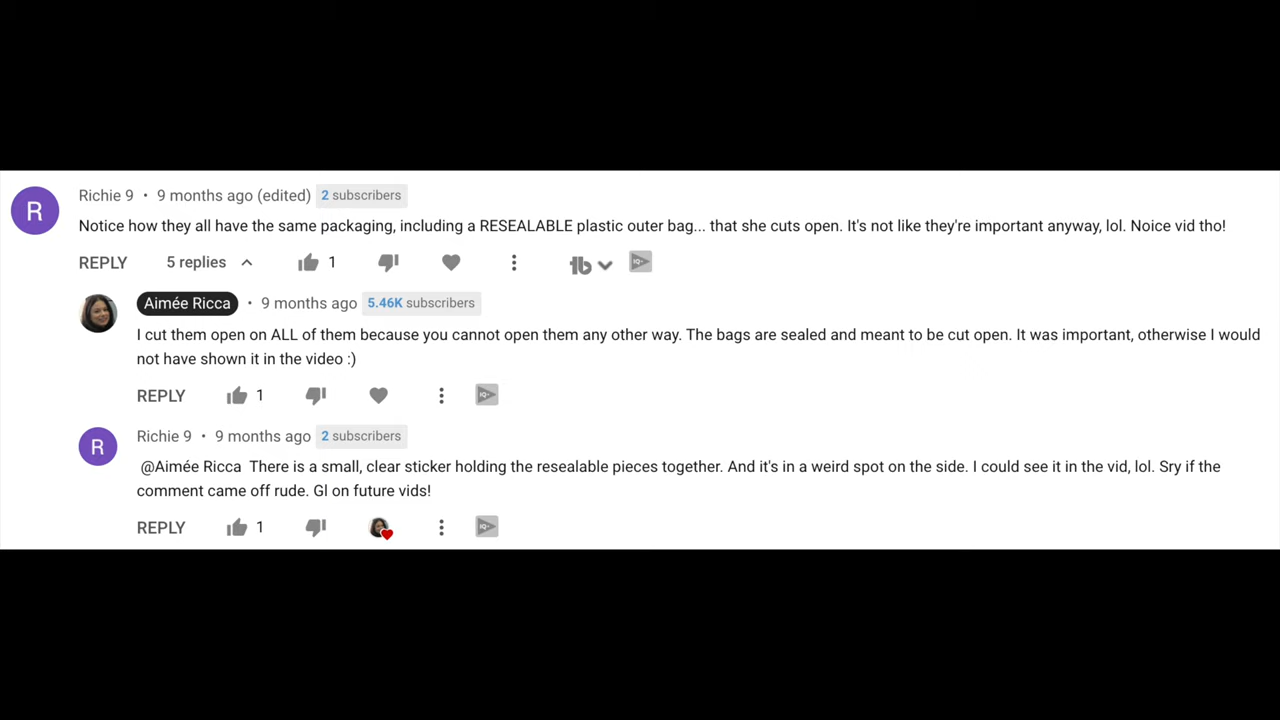 R
Richie 9 • 9 months ago (edited) 2 subscribers
Notice how they all have the same packaging, including a RESEALABLE plastic outer bag... that she cuts open. It's not like they're important anyway, lol. Noice vid tho!
REPLY 5 replies 1 tb IQ+
Aimée Ricca • 9 months ago 5.46K subscribers
I cut them open on ALL of them because you cannot open them any other way. The bags are sealed and meant to be cut open. It was important, otherwise I would
not have shown it in the video :)
REPLY 1 IQ+
R
Richie 9 • 9 months ago 2 subscribers
@Aimée Ricca There is a small, clear sticker holding the resealable pieces together. And it's in a weird spot on the side. I could see it in the vid, lol. Sry if the
comment came off rude. Gl on future vids!
REPLY 1 IQ+